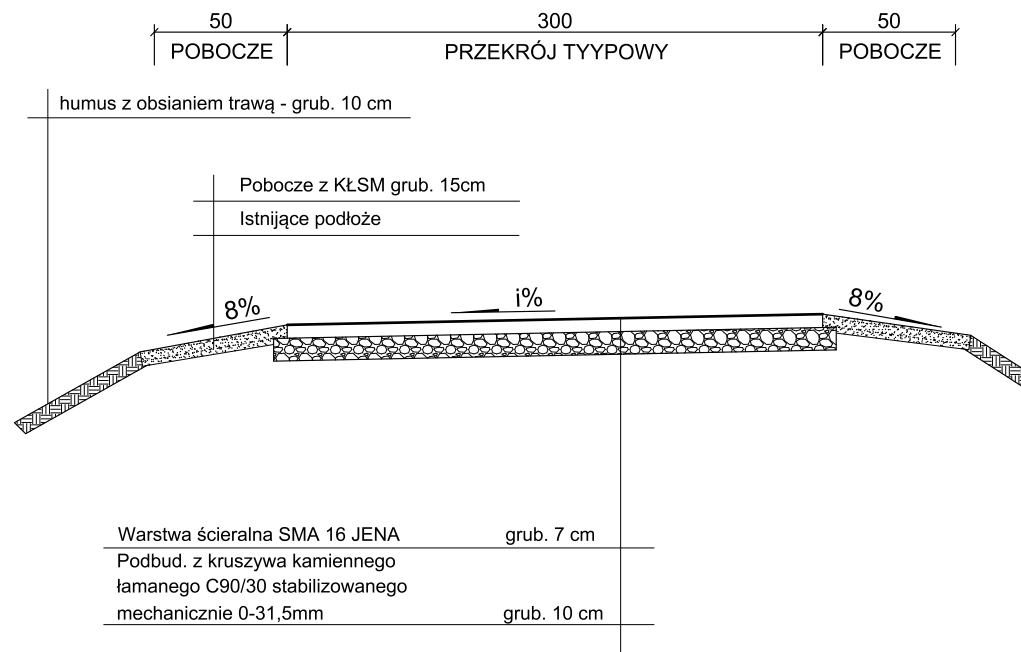 50 300 50
POBOCZE PRZEKRÓJ TYYPOWY POBOCZE
humus z obsianiem trawą - grub. 10 cm
Pobocze z KŁSM grub. 15cm
Istnijące podłoże
8% i% 8%
Warstwa ścieralna SMA 16 JENA grub. 7 cm
Podbud. z kruszywa kamiennego
łamanego C90/30 stabilizowanego
mechanicznie 0-31,5mm grub. 10 cm